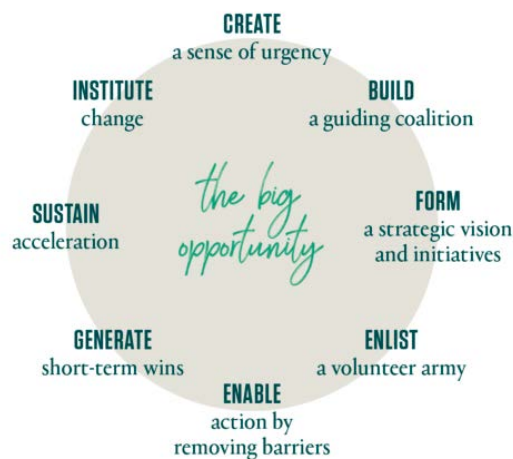 CREATE
a sense of urgency
BUILD
a guiding coalition
FORM
a strategic vision
and initiatives
ENLIST
a volunteer army
ENABLE
action by
removing barriers
GENERATE
short-term wins
SUSTAIN
acceleration
INSTITUTE
change
the big
opportunity